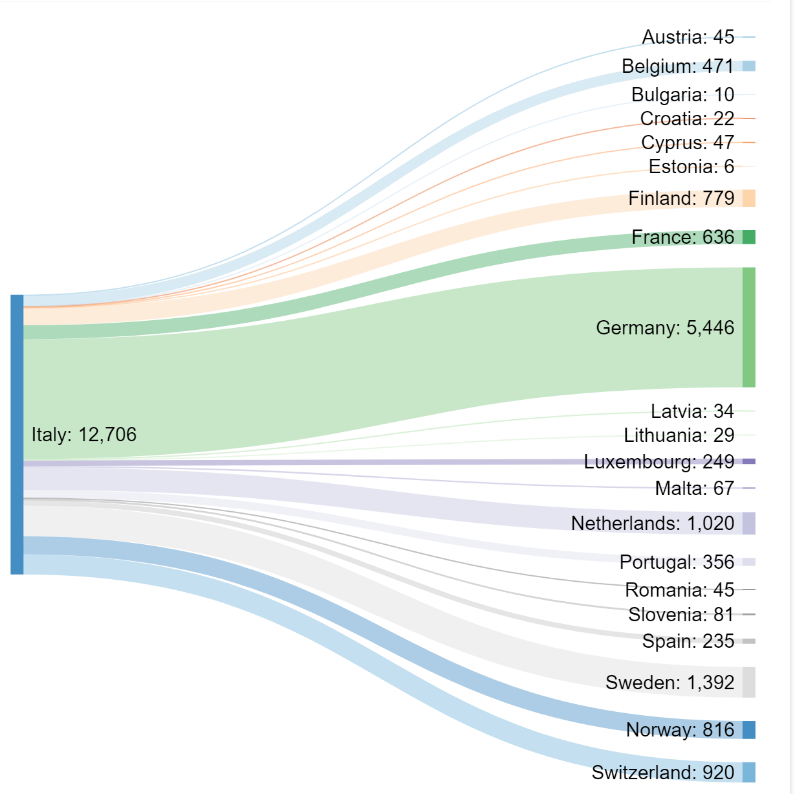 Austria: 45
Belgium: 471
Bulgaria: 10
Croatia: 22
Cyprus: 47
Estonia: 6
Finland: 779
France: 636
Germany: 5,446
Latvia: 34
Italy: 12,706
Lithuania: 29
Luxembourg: 249
Malta: 67
Netherlands: 1,020
Portugal: 356
Romania: 45
Slovenia: 81
Spain: 235
Sweden: 1,392
Norway: 816
Switzerland: 920